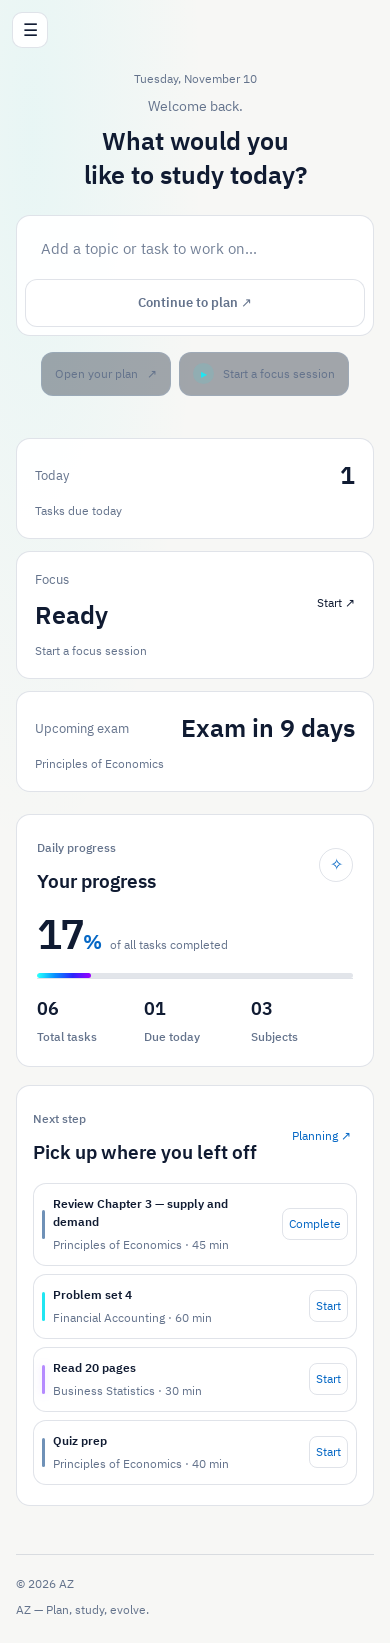 ☰
Tuesday, November 10
Welcome back.
What would you
like to study today?
Add a topic or task to work on...
Continue to plan ↗
Open your plan ↗
Start a focus session
Today
1
Tasks due today
Focus
Ready
Start ↗
Start a focus session
Upcoming exam
Exam in 9 days
Principles of Economics
Daily progress
Your progress
17% of all tasks completed
06 01 03
Total tasks Due today Subjects
Next step
Pick up where you left off
Planning ↗
Review Chapter 3 — supply and
demand
Principles of Economics · 45 min
Complete
Problem set 4
Financial Accounting · 60 min
Start
Read 20 pages
Business Statistics · 30 min
Start
Quiz prep
Principles of Economics · 40 min
Start
© 2026 AZ
AZ — Plan, study, evolve.